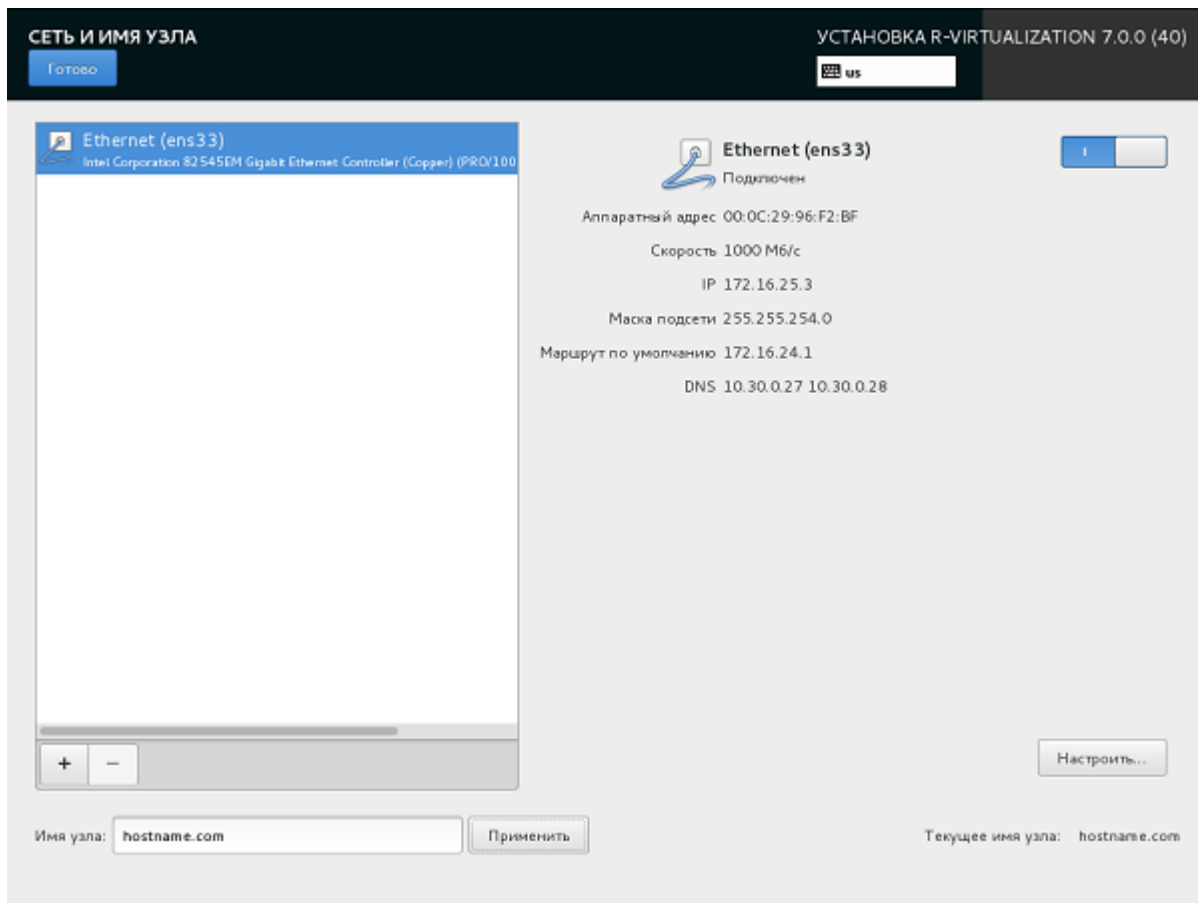 СЕТЬ И ИМЯ УЗЛА
УСТАНОВКА R-VIRTUALIZATION 7.0.0 (40)
Готово
us
Ethernet (ens33)
Intel Corporation 82545EM Gigabit Ethernet Controller (Copper) (PRO/100
Ethernet (ens33)
Подключен
Аппаратный адрес 00:0C:29:96:F2:BF
Скорость 1000 Мб/с
IP 172.16.25.3
Маска подсети 255.255.254.0
Маршрут по умолчанию 172.16.24.1
DNS 10.30.0.27 10.30.0.28
+ −
Настроить...
Имя узла: hostname.com Применить Текущее имя узла: hostname.com